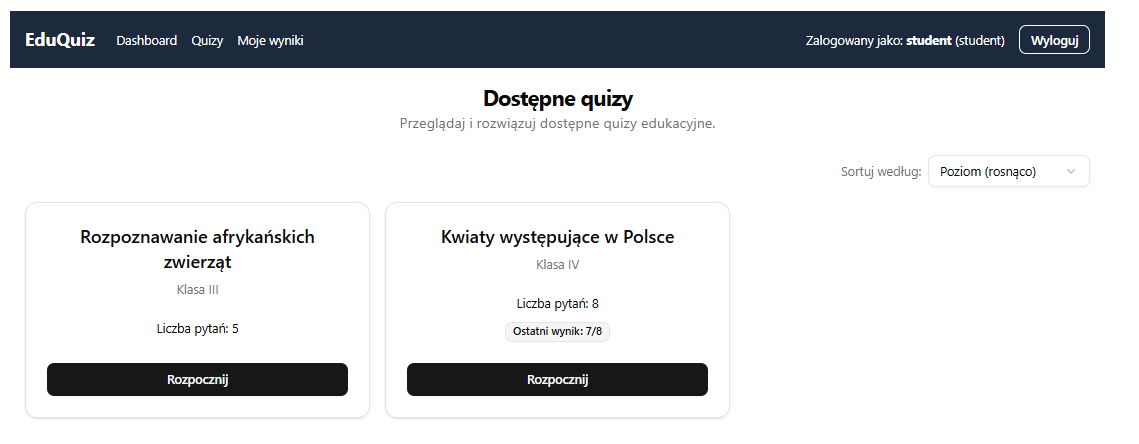 EduQuiz Dashboard Quizy Moje wyniki Zalogowany jako: student (student) Wyloguj
Dostępne quizy
Przeglądaj i rozwiązuj dostępne quizy edukacyjne.
Sortuj według: Poziom (rosnąco)
Rozpoznawanie afrykańskich
zwierząt
Klasa III
Liczba pytań: 5
Rozpocznij
Kwiaty występujące w Polsce
Klasa IV
Liczba pytań: 8
Ostatni wynik: 7/8
Rozpocznij